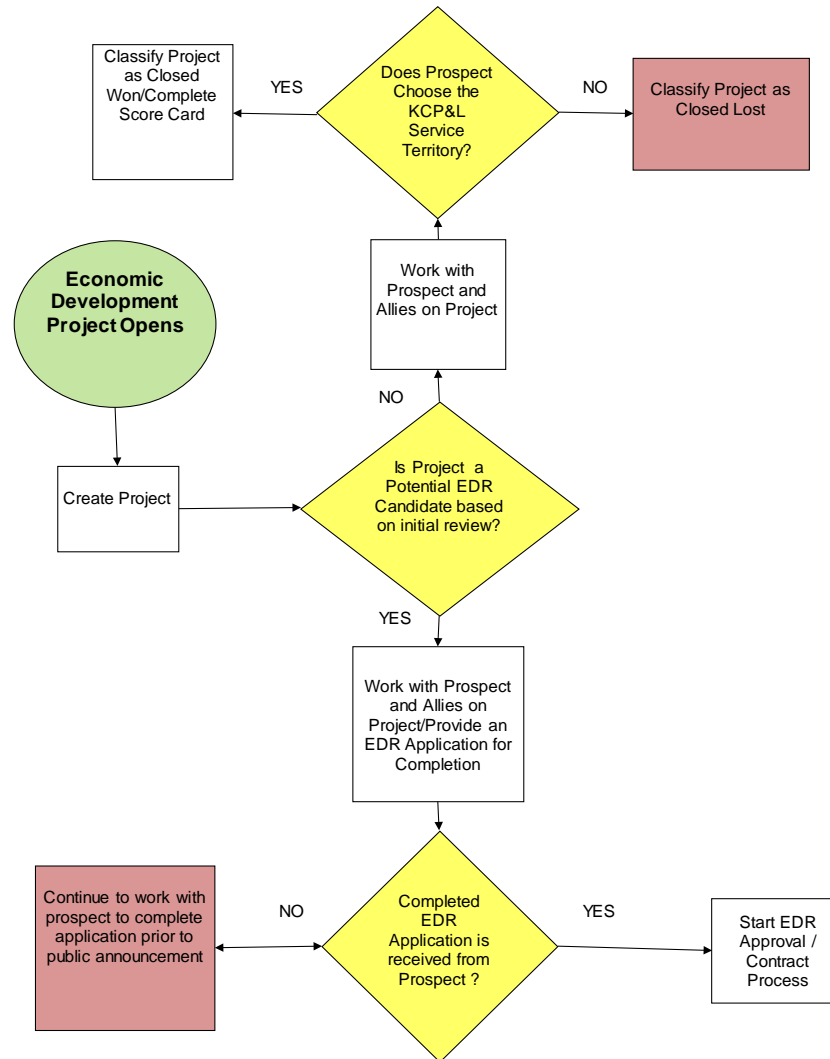 Classify Project
as Closed
Won/Complete
Score Card
YES
Does Prospect
Choose the
KCP&L
Service
Territory?
NO
Classify Project as
Closed Lost
Economic
Development
Project Opens
Work with
Prospect and
Allies on Project
NO
Create Project
Is Project a
Potential EDR
Candidate based
on initial review?
YES
Work with Prospect
and Allies on
Project/Provide an
EDR Application for
Completion
Continue to work with
prospect to complete
application prior to
public announcement
NO
Completed
EDR
Application is
received from
Prospect ?
YES
Start EDR
Approval /
Contract
Process